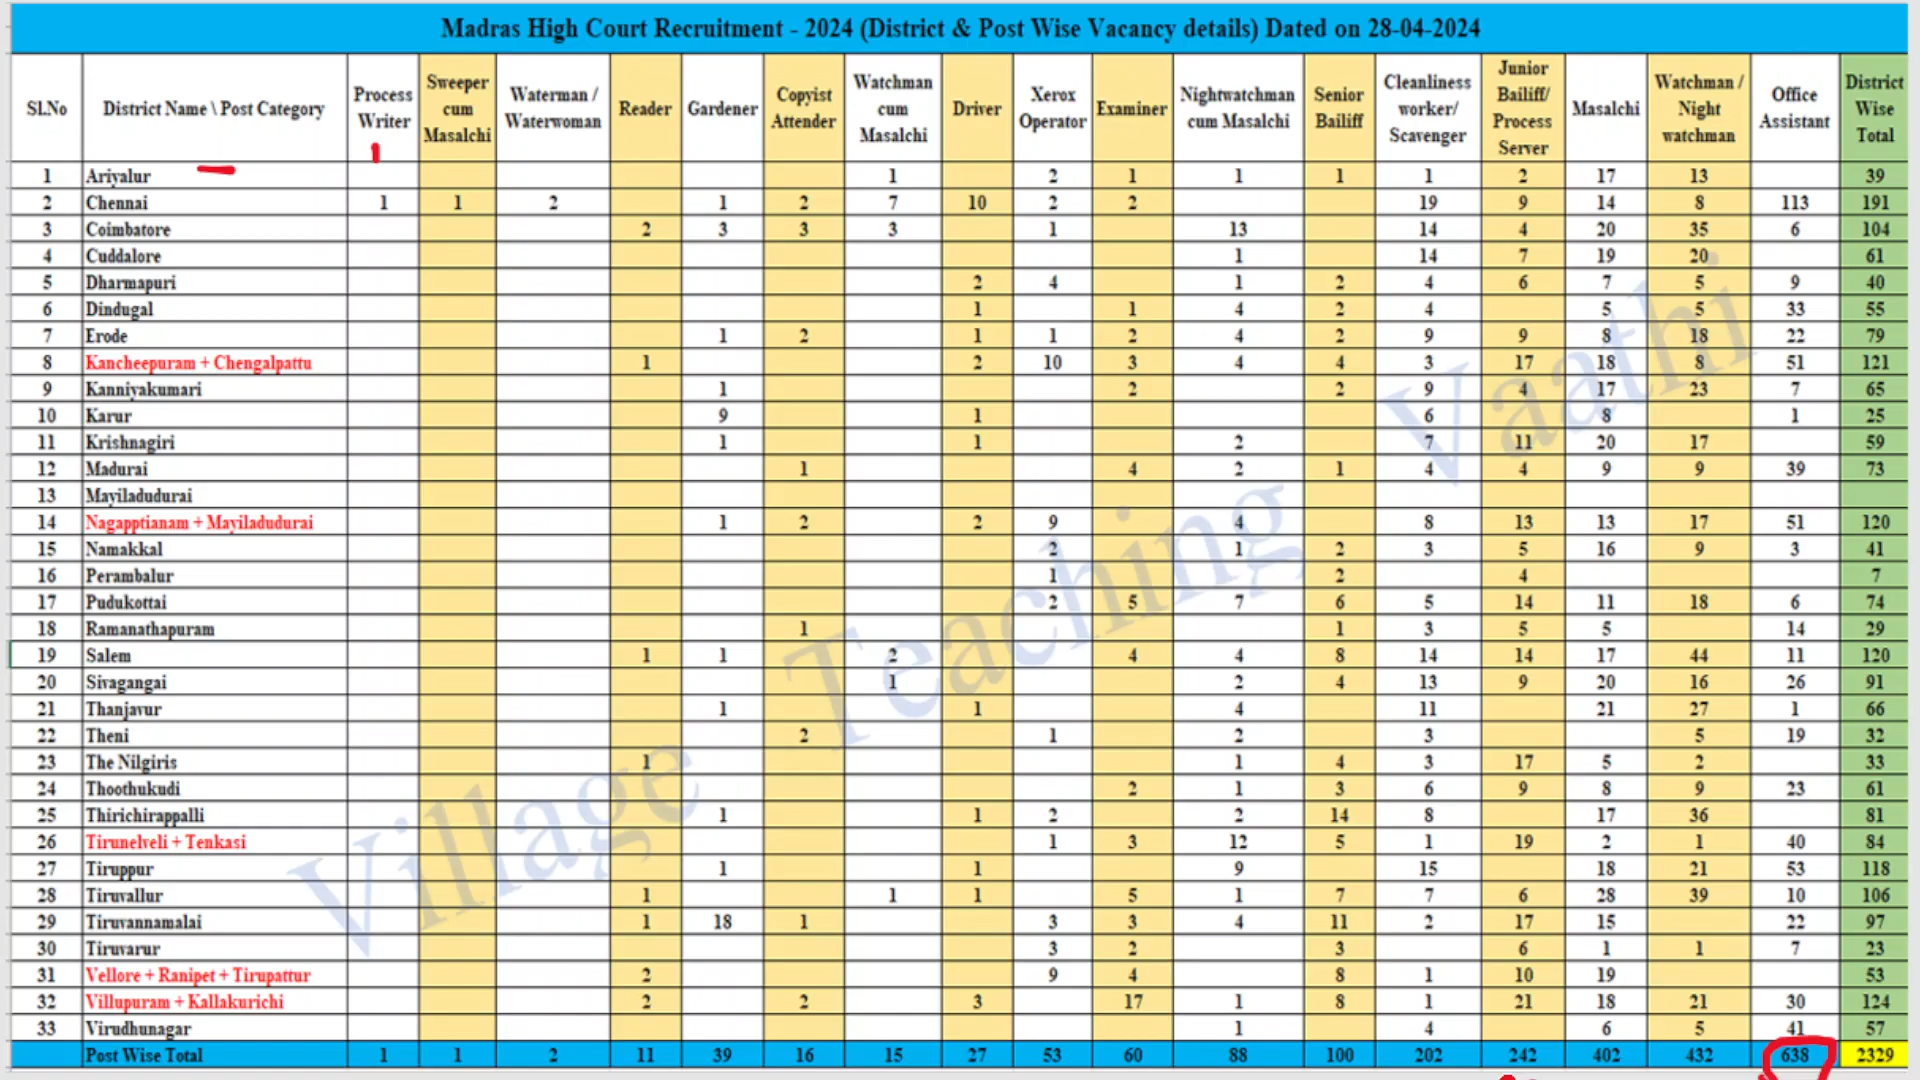 Madras High Court Recruitment - 2024 (District & Post Wise Vacancy details) Dated on 28-04-2024
Sl.No District Name \ Post Category Process Writer Sweeper cum Masalchi Waterman / Waterwoman Reader Gardener Copyist Attender Watchman cum Masalchi Driver Xerox Operator Examiner Nightwatchman cum Masalchi Senior Bailiff Cleanliness worker/ Scavenger Junior Bailiff/ Process Server Masalchi Watchman / Night watchman Office Assistant District Wise Total
1 Ariyalur 1 2 1 1 1 1 2 17 13 39
2 Chennai 1 1 2 1 2 7 10 2 2 19 9 14 8 113 191
3 Coimbatore 2 3 3 3 1 13 14 4 20 35 6 104
4 Cuddalore 1 14 7 19 20 61
5 Dharmapuri 2 4 1 2 4 6 7 5 9 40
6 Dindugal 1 1 4 2 4 5 5 33 55
7 Erode 1 2 1 1 2 4 2 9 9 8 18 22 79
8 Kancheepuram + Chengalpattu 1 2 10 3 4 4 3 17 18 8 51 121
9 Kanniyakumari 1 2 2 9 4 17 23 7 65
10 Karur 9 1 6 8 1 25
11 Krishnagiri 1 1 2 7 11 20 17 59
12 Madurai 1 4 2 1 4 4 9 9 39 73
13 Mayiladudurai
14 Nagapptianam + Mayiladudurai 1 2 2 9 4 8 13 13 17 51 120
15 Namakkal 2 1 2 3 5 16 9 3 41
16 Perambalur 1 2 4 7
17 Pudukottai 2 5 7 6 5 14 11 18 6 74
18 Ramanathapuram 1 1 3 5 5 14 29
19 Salem 1 1 2 4 4 8 14 14 17 44 11 120
20 Sivagangai 1 2 4 13 9 20 16 26 91
21 Thanjavur 1 1 4 11 21 27 1 66
22 Theni 2 1 2 3 5 19 32
23 The Nilgiris 1 1 4 3 17 5 2 33
24 Thoothukudi 2 1 3 6 9 8 9 23 61
25 Thirichirappalli 1 1 2 2 14 8 17 36 81
26 Tirunelveli + Tenkasi 1 3 12 5 1 19 2 1 40 84
27 Tiruppur 1 1 9 15 18 21 53 118
28 Tiruvallur 1 1 1 5 1 7 7 6 28 39 10 106
29 Tiruvannamalai 1 18 1 3 3 4 11 2 17 15 22 97
30 Tiruvarur 3 2 3 6 1 1 7 23
31 Vellore + Ranipet + Tirupattur 2 9 4 8 1 10 19 53
32 Villupuram + Kallakurichi 2 2 3 17 1 8 1 21 18 21 30 124
33 Virudhunagar 1 4 6 5 41 57
Post Wise Total 1 1 2 11 39 16 15 27 53 60 88 100 202 242 402 432 638 2329
Village Teaching Vaathi